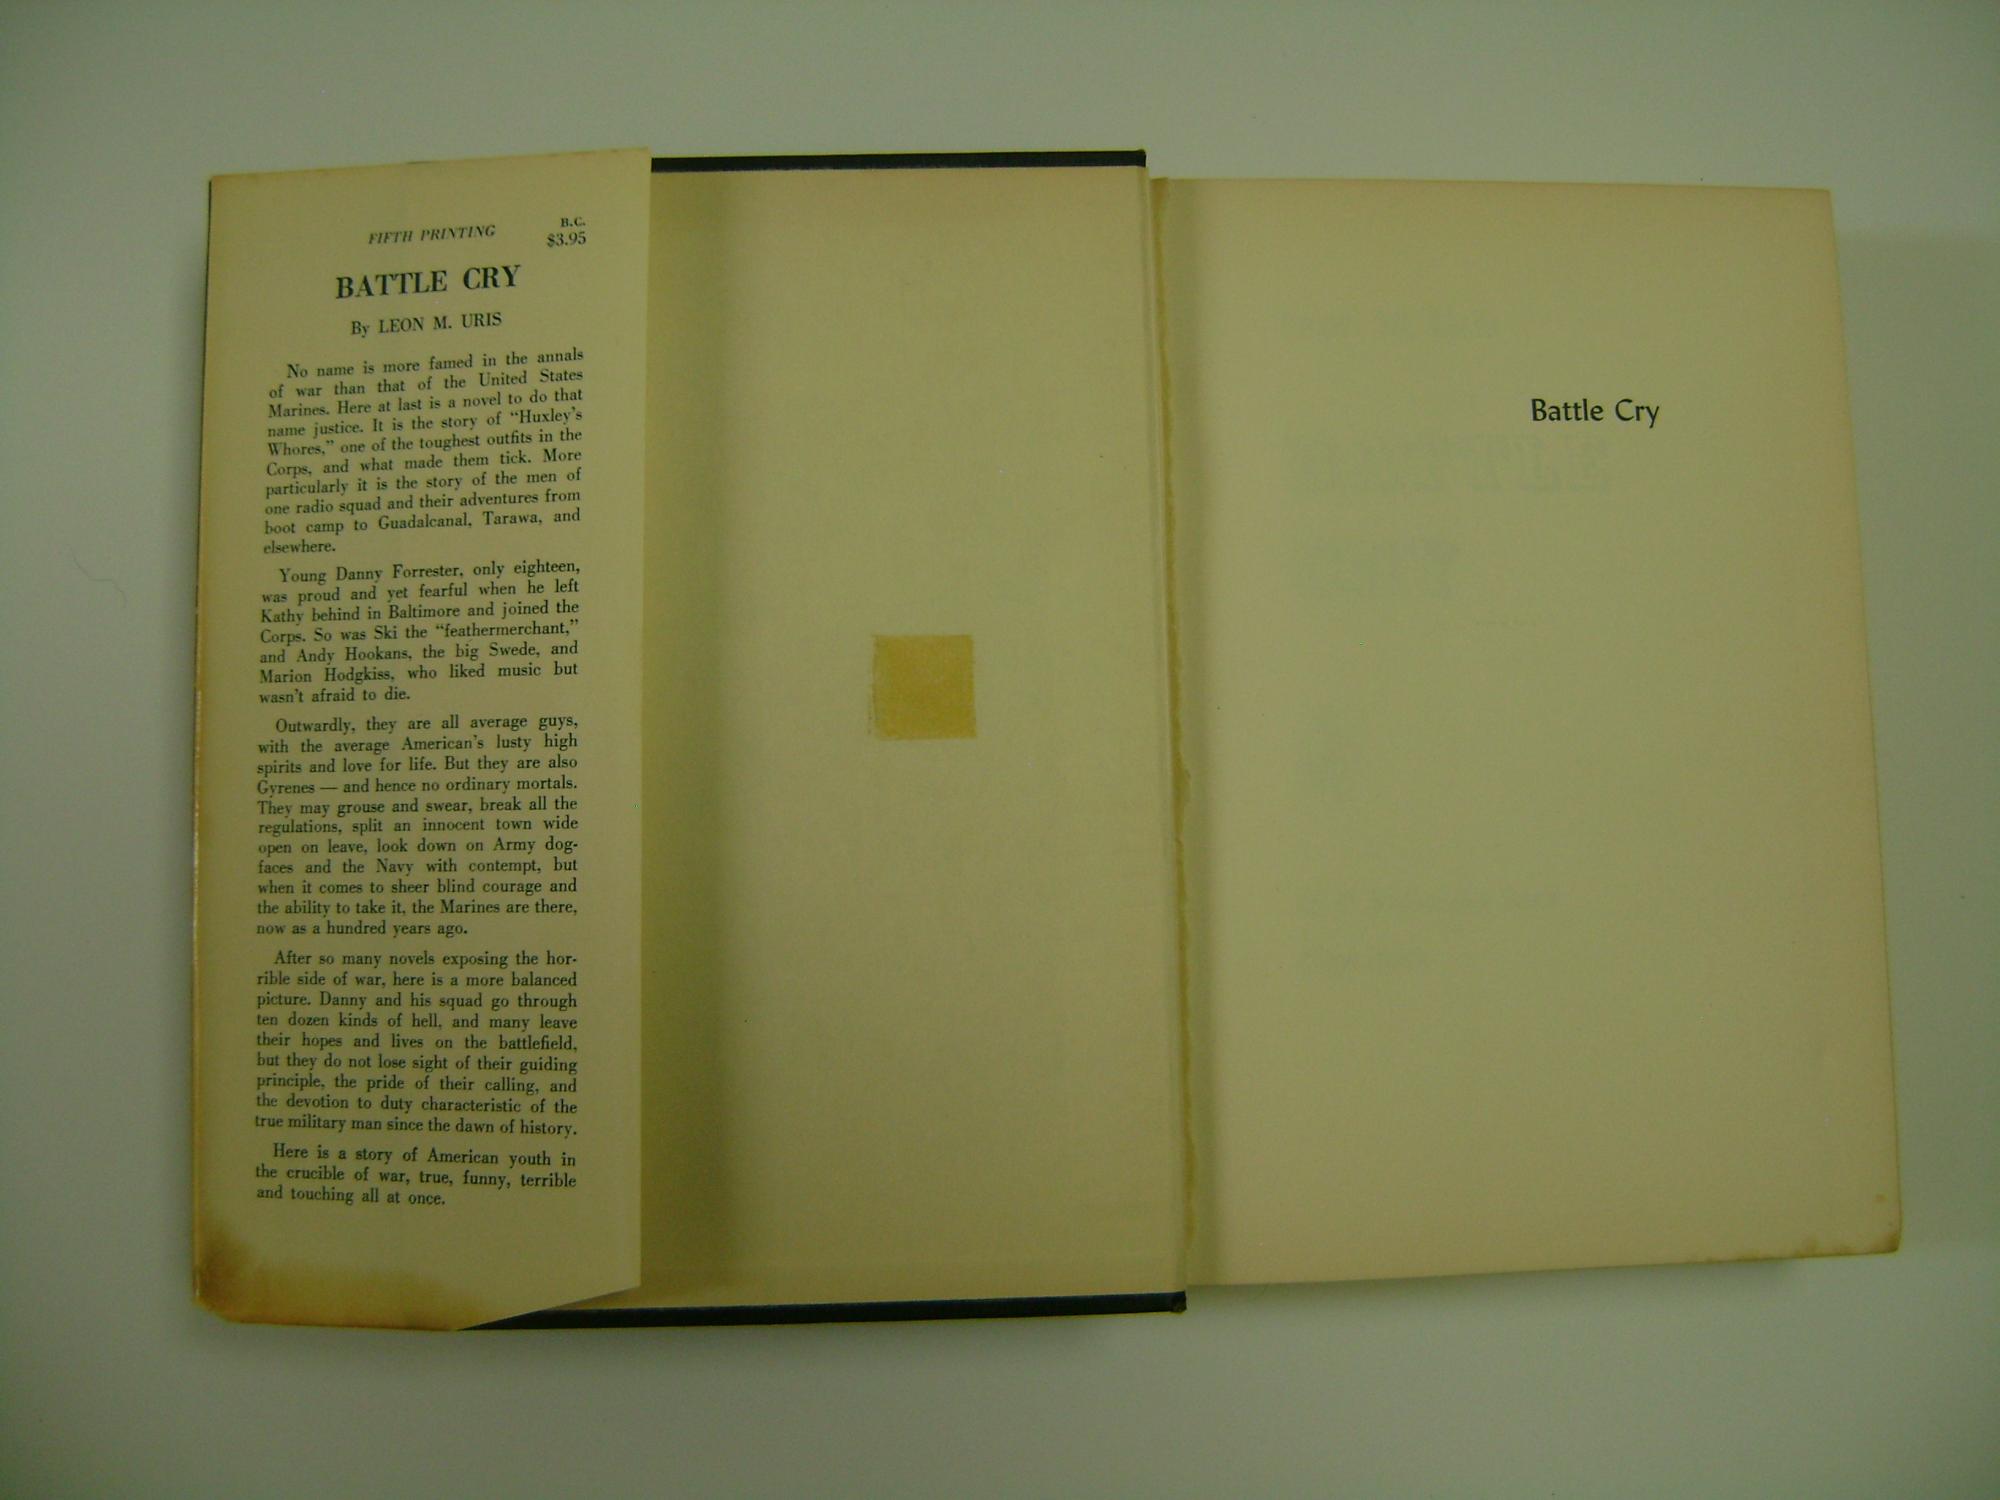 FIFTH PRINTING
B.C.
$3.95
BATTLE CRY
By LEON M. URIS
No name is more famed in the annals
of war than that of the United States
Marines. Here at last is a novel to do that
name justice. It is the story of “Huxley’s
Whores,” one of the toughest outfits in the
Corps, and what made them tick. More
particularly it is the story of the men of
one radio squad and their adventures from
boot camp to Guadalcanal, Tarawa, and
elsewhere.
Young Danny Forrester, only eighteen,
was proud and yet fearful when he left
Kathy behind in Baltimore and joined the
Corps. So was Ski the “feathermerchant,”
and Andy Hookans, the big Swede, and
Marion Hodgkiss, who liked music but
wasn’t afraid to die.
Outwardly, they are all average guys,
with the average American’s lusty high
spirits and love for life. But they are also
Gyrenes — and hence no ordinary mortals.
They may grouse and swear, break all the
regulations, split an innocent town wide
open on leave, look down on Army dog-
faces and the Navy with contempt, but
when it comes to sheer blind courage and
the ability to take it, the Marines are there,
now as a hundred years ago.
After so many novels exposing the hor-
rible side of war, here is a more balanced
picture. Danny and his squad go through
ten dozen kinds of hell, and many leave
their hopes and lives on the battlefield,
but they do not lose sight of their guiding
principle, the pride of their calling, and
the devotion to duty characteristic of the
true military man since the dawn of history.
Here is a story of American youth in
the crucible of war, true, funny, terrible
and touching all at once.
Battle Cry